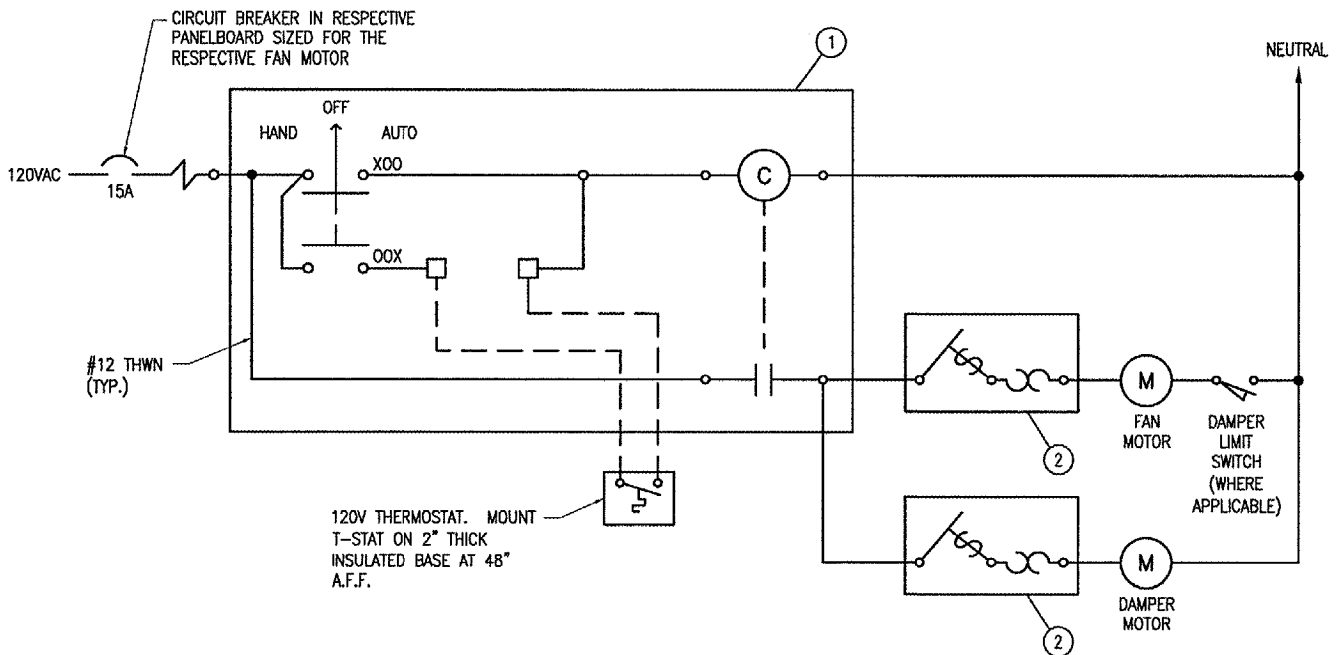 CIRCUIT BREAKER IN RESPECTIVE
PANELBOARD SIZED FOR THE
RESPECTIVE FAN MOTOR
1
NEUTRAL
OFF
HAND
AUTO
120VAC
15A
XOO
C
OOX
#12 THWN
(TYP.)
M
FAN
MOTOR
DAMPER
LIMIT
SWITCH
(WHERE
APPLICABLE)
2
120V THERMOSTAT. MOUNT
T-STAT ON 2" THICK
INSULATED BASE AT 48"
A.F.F.
M
DAMPER
MOTOR
2